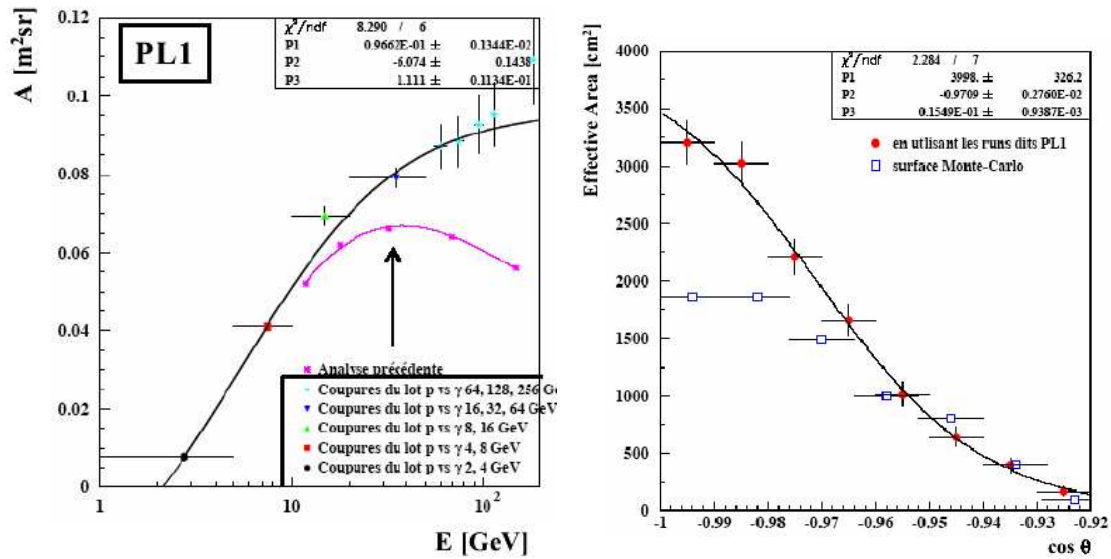 PL1
A [m²sr]
χ²/ndf 8.290 / 6
P1 0.9662E-01 ± 0.1344E-02
P2 -6.074 ± 0.1438
P3 1.111 ± 0.1134E-01
0.12
0.1
0.08
0.06
0.04
0.02
0
Analyse précédente
Coupures du lot p vs γ 64, 128, 256 Ge
Coupures du lot p vs γ 16, 32, 64 GeV
Coupures du lot p vs γ 8, 16 GeV
Coupures du lot p vs γ 4, 8 GeV
Coupures du lot p vs γ 2, 4 GeV
1 10 10²
E [GeV]
Effective Area [cm²]
χ²/ndf 2.284 / 7
P1 3998. ± 326.2
P2 -0.9709 ± 0.2760E-02
P3 0.1549E-01 ± 0.9387E-03
en utlisant les runs dits PL1
surface Monte-Carlo
4000
3500
3000
2500
2000
1500
1000
500
0
-1 -0.99 -0.98 -0.97 -0.96 -0.95 -0.94 -0.93 -0.92
cos θ